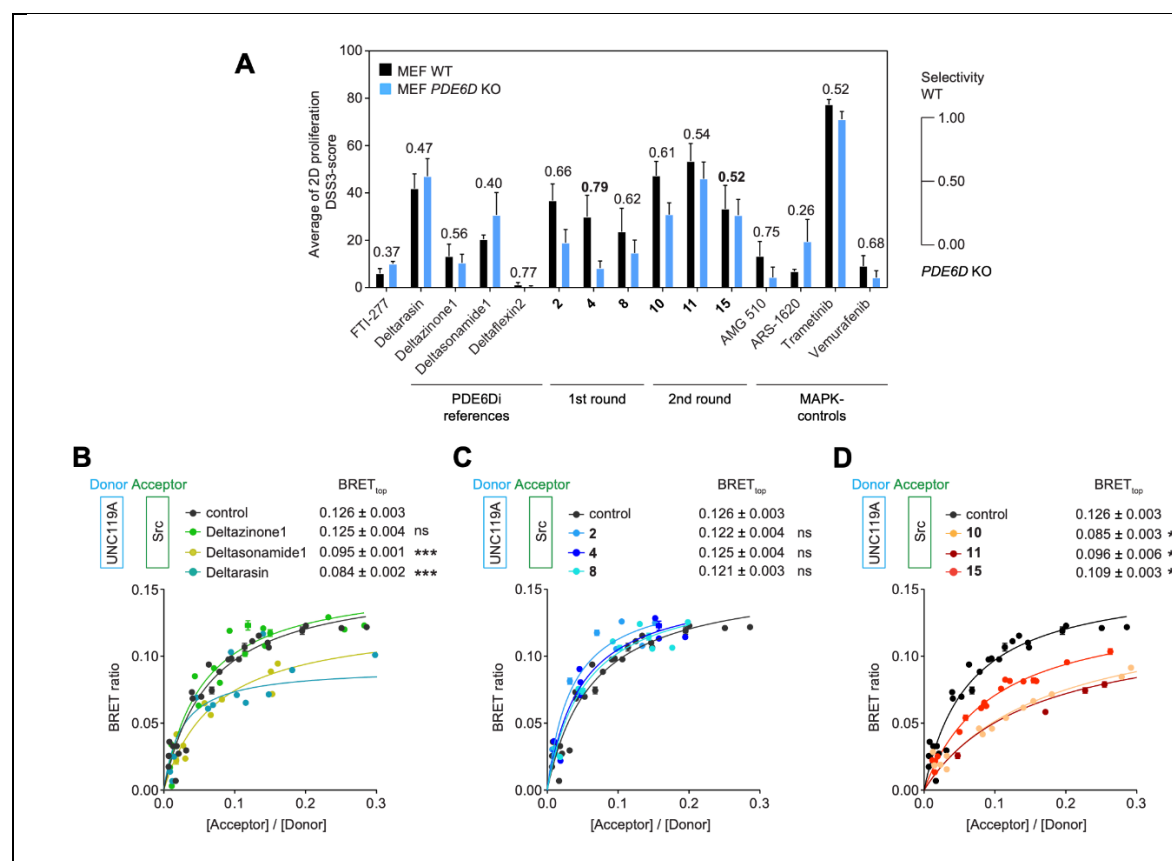 A
100
80
60
40
20
0
Average of 2D proliferation
DSS3-score
MEF WT
MEF PDE6D KO
0.37
0.47
0.56
0.40
0.77
0.66
0.79
0.62
0.61
0.54
0.52
0.75
0.26
0.52
0.68
Selectivity
WT
1.00
0.00
PDE6D KO
FTI-277
Deltarasin
Deltazinone1
Deltasonamide1
Deltaflexin2
2
4
8
10
11
15
AMG 510
ARS-1620
Trametinib
Vemurafenib
PDE6Di
references
1st round
2nd round
MAPK-
controls
B
Donor Acceptor
UNC119A
Src
BRETtop
control 0.126 ± 0.003
Deltazinone1 0.125 ± 0.004 ns
Deltasonamide1 0.095 ± 0.001 ***
Deltarasin 0.084 ± 0.002 ***
0.15
0.10
0.05
0.00
BRET ratio
0.0 0.1 0.2 0.3
[Acceptor] / [Donor]
C
Donor Acceptor
UNC119A
Src
BRETtop
control 0.126 ± 0.003
2 0.122 ± 0.004 ns
4 0.125 ± 0.004 ns
8 0.121 ± 0.003 ns
0.15
0.10
0.05
0.00
BRET ratio
0.0 0.1 0.2 0.3
[Acceptor] / [Donor]
D
Donor Acceptor
UNC119A
Src
BRETtop
control 0.126 ± 0.003
10 0.085 ± 0.003 *
11 0.096 ± 0.006 *
15 0.109 ± 0.003 *
0.15
0.10
0.05
0.00
BRET ratio
0.0 0.1 0.2 0.3
[Acceptor] / [Donor]